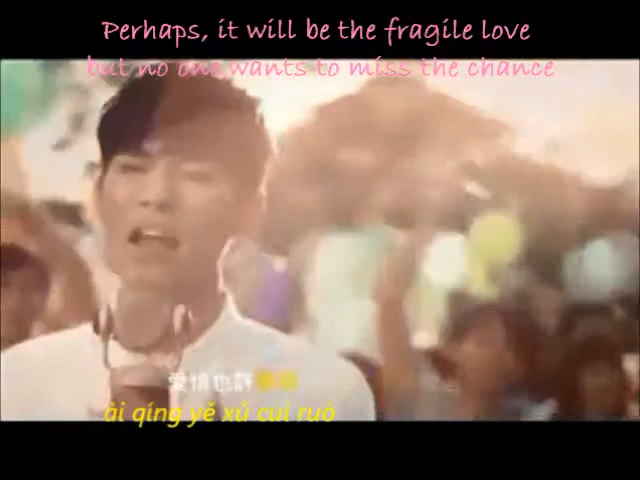 Perhaps, it will be the fragile love
but no one wants to miss the chance
愛情也許脆弱
ài qíng yě xǔ cuì ruò